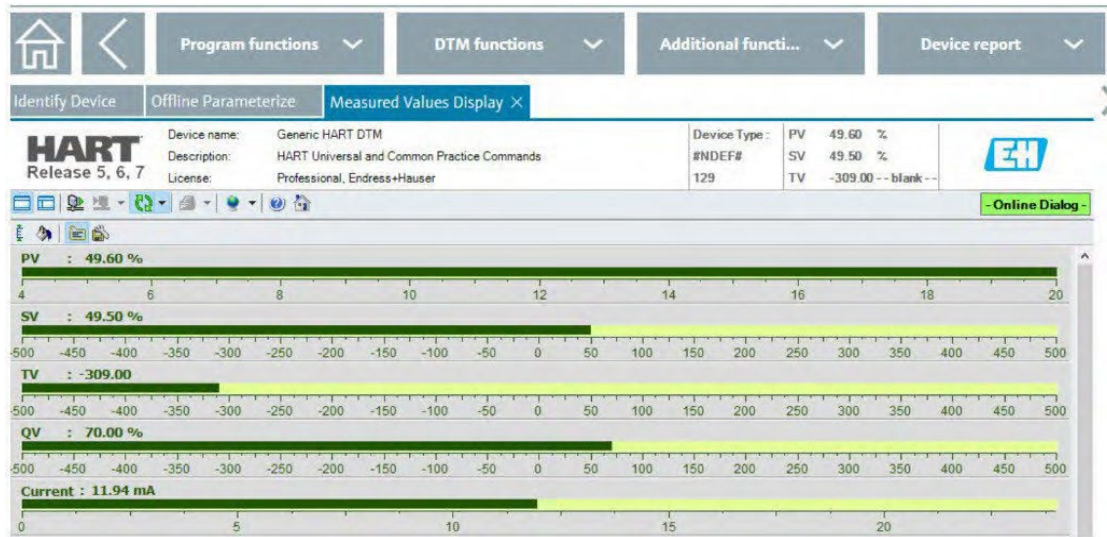 Program functions
DTM functions
Additional functi...
Device report
Identify Device
Offline Parameterize
Measured Values Display ×
HART
Release 5, 6, 7
Device name: Generic HART DTM
Description: HART Universal and Common Practice Commands
License: Professional, Endress+Hauser
Device Type :
#NDEF#
129
PV 49.60 %
SV 49.50 %
TV -309.00 - - blank - -
EH
- Online Dialog -
PV : 49.60 %
4 6 8 10 12 14 16 18 20
SV : 49.50 %
-500 -450 -400 -350 -300 -250 -200 -150 -100 -50 0 50 100 150 200 250 300 350 400 450 500
TV : -309.00
-500 -450 -400 -350 -300 -250 -200 -150 -100 -50 0 50 100 150 200 250 300 350 400 450 500
QV : 70.00 %
-500 -450 -400 -350 -300 -250 -200 -150 -100 -50 0 50 100 150 200 250 300 350 400 450 500
Current : 11.94 mA
0 5 10 15 20